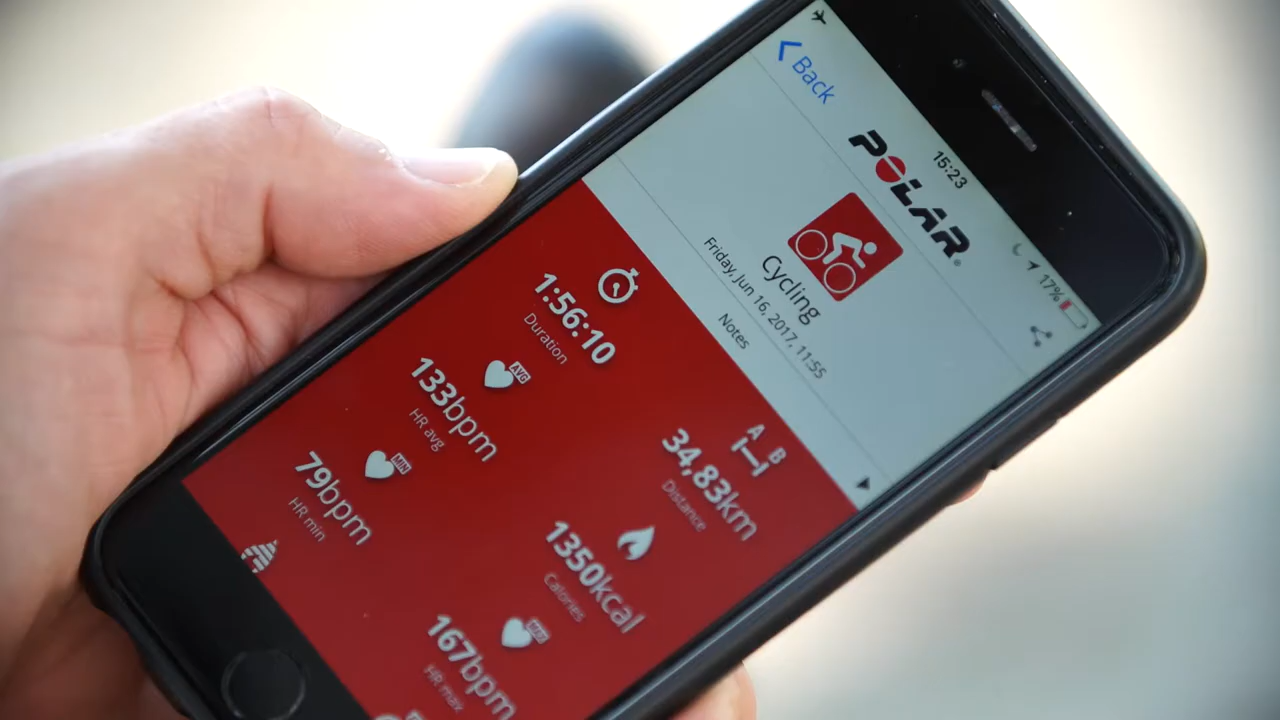 15:23
17%
Back
POLAR
Cycling
Friday, Jun 16, 2017, 11:55
Notes
1:56:10
Duration
A B
34,83km
Distance
AVG
133bpm
HR avg
1350kcal
Calories
MIN
79bpm
HR min
MAX
167bpm
HR max